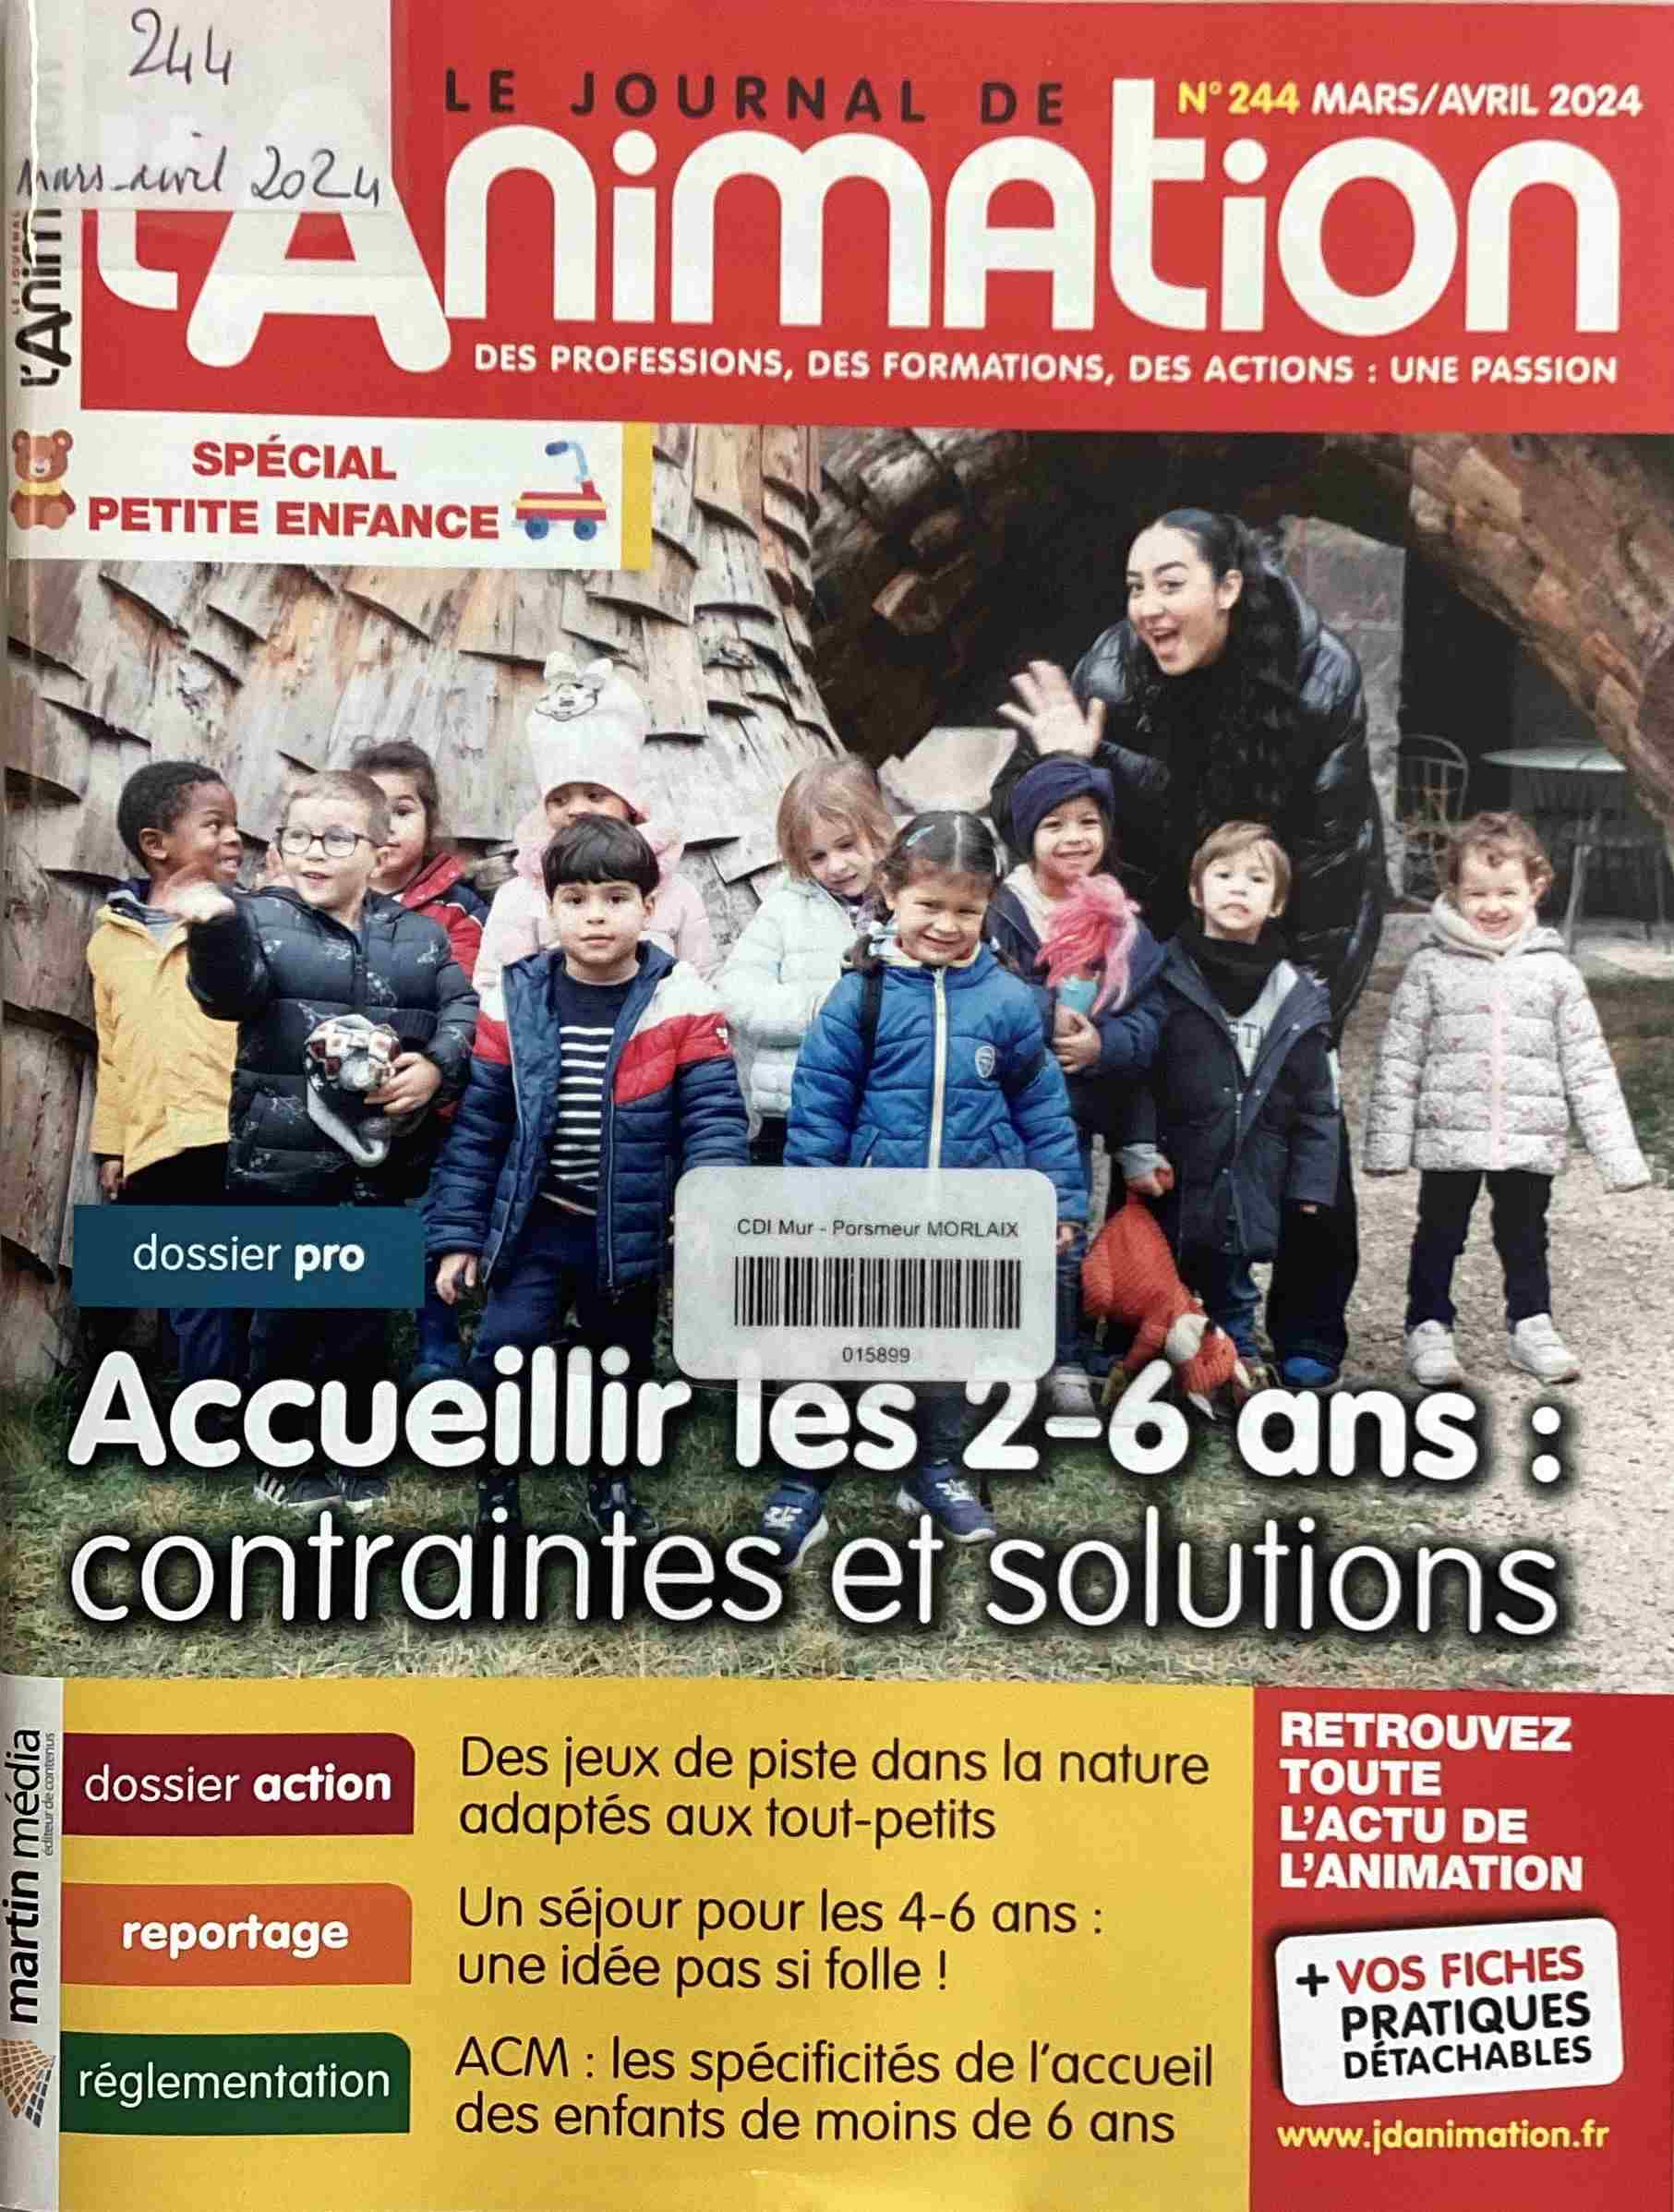 244
mars-avril 2024
LE JOURNAL DE
N° 244 MARS/AVRIL 2024
L'Animation
DES PROFESSIONS, DES FORMATIONS, DES ACTIONS : UNE PASSION
L'Anim
SPÉCIAL
PETITE ENFANCE
dossier pro
CDI Mur - Porsmeur MORLAIX
015899
Accueillir les 2-6 ans :
contraintes et solutions
dossier action
Des jeux de piste dans la nature
adaptés aux tout-petits
reportage
Un séjour pour les 4-6 ans :
une idée pas si folle !
réglementation
ACM : les spécificités de l'accueil
des enfants de moins de 6 ans
RETROUVEZ
TOUTE
L'ACTU DE
L'ANIMATION
+ VOS FICHES
PRATIQUES
DÉTACHABLES
www.jdanimation.fr
martin média
éditeur de contenus